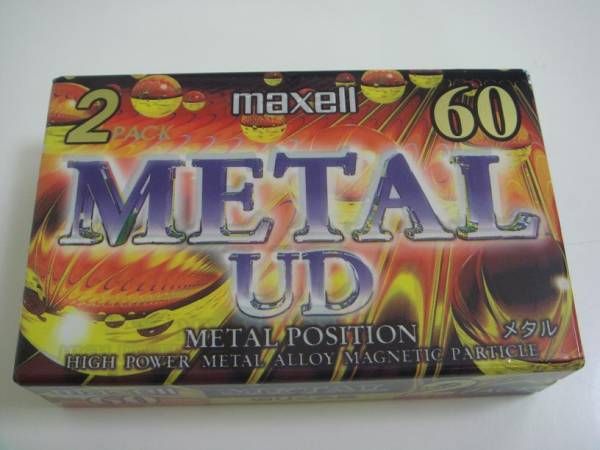 2 PACK
maxell
60
METAL
UD
METAL POSITION
メタル
HIGH POWER METAL ALLOY MAGNETIC PARTICLE